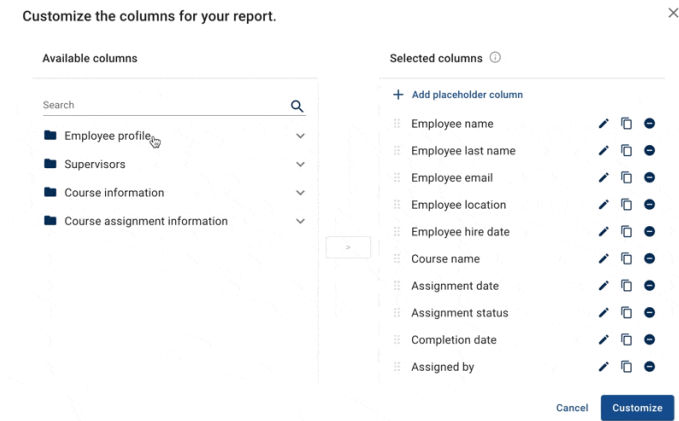 Customize the columns for your report.
Available columns
Search
Employee profile
Supervisors
Course information
Course assignment information
>
Selected columns
Add placeholder column
Employee name
Employee last name
Employee email
Employee location
Employee hire date
Course name
Assignment date
Assignment status
Completion date
Assigned by
Cancel
Customize